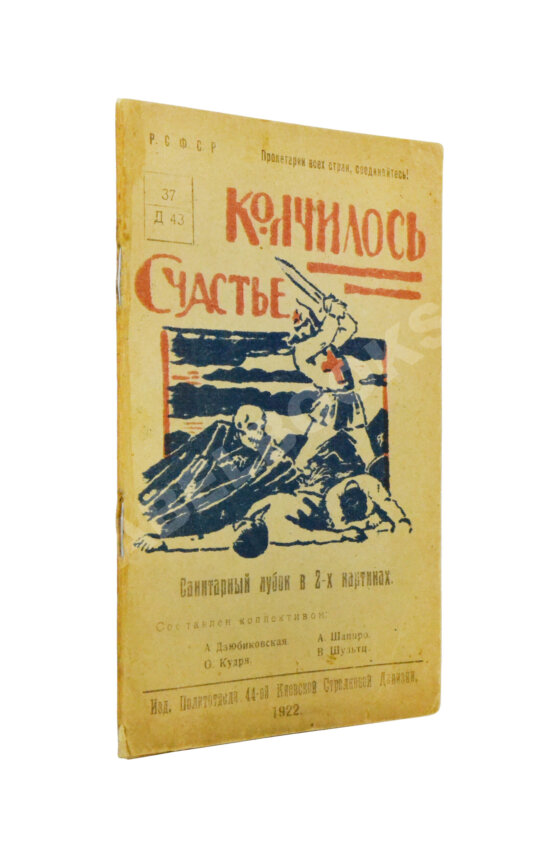 Р. С. Ф. С. Р
Пролетарии всех стран, соединяйтесь!
37
Д 43
Кончилось
Счастье.
BELBOOKS
Санитарный лубок в 2-х картинах.
Составлен коллективом:
А Дзюбиковская. А. Шапиро.
О. Кудря. В Шульц.
Изд. Политотдела 44-ой Киевской Стрелковой Дивизии.
1922.